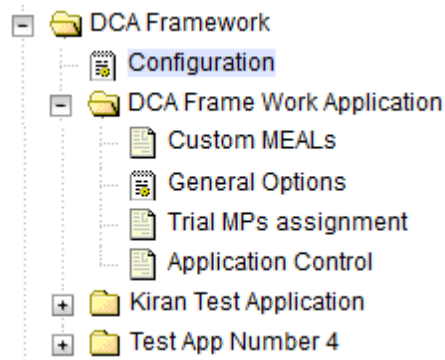 DCA Framework
Configuration
DCA Frame Work Application
Custom MEALs
General Options
Trial MPs assignment
Application Control
Kiran Test Application
Test App Number 4